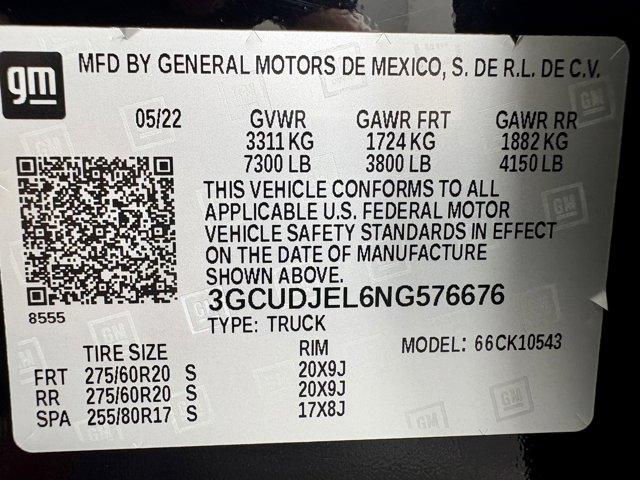 gm MFD BY GENERAL MOTORS DE MEXICO, S. DE R.L. DE C.V.
05/22 GVWR GAWR FRT GAWR RR
3311 KG 1724 KG 1882 KG
7300 LB 3800 LB 4150 LB
THIS VEHICLE CONFORMS TO ALL
APPLICABLE U.S. FEDERAL MOTOR
VEHICLE SAFETY STANDARDS IN EFFECT
ON THE DATE OF MANUFACTURE
SHOWN ABOVE.
8555 3GCUDJEL6NG576676
TYPE: TRUCK MODEL: 66CK10543
TIRE SIZE RIM
FRT 275/60R20 S 20X9J
RR 275/60R20 S 20X9J
SPA 255/80R17 S 17X8J